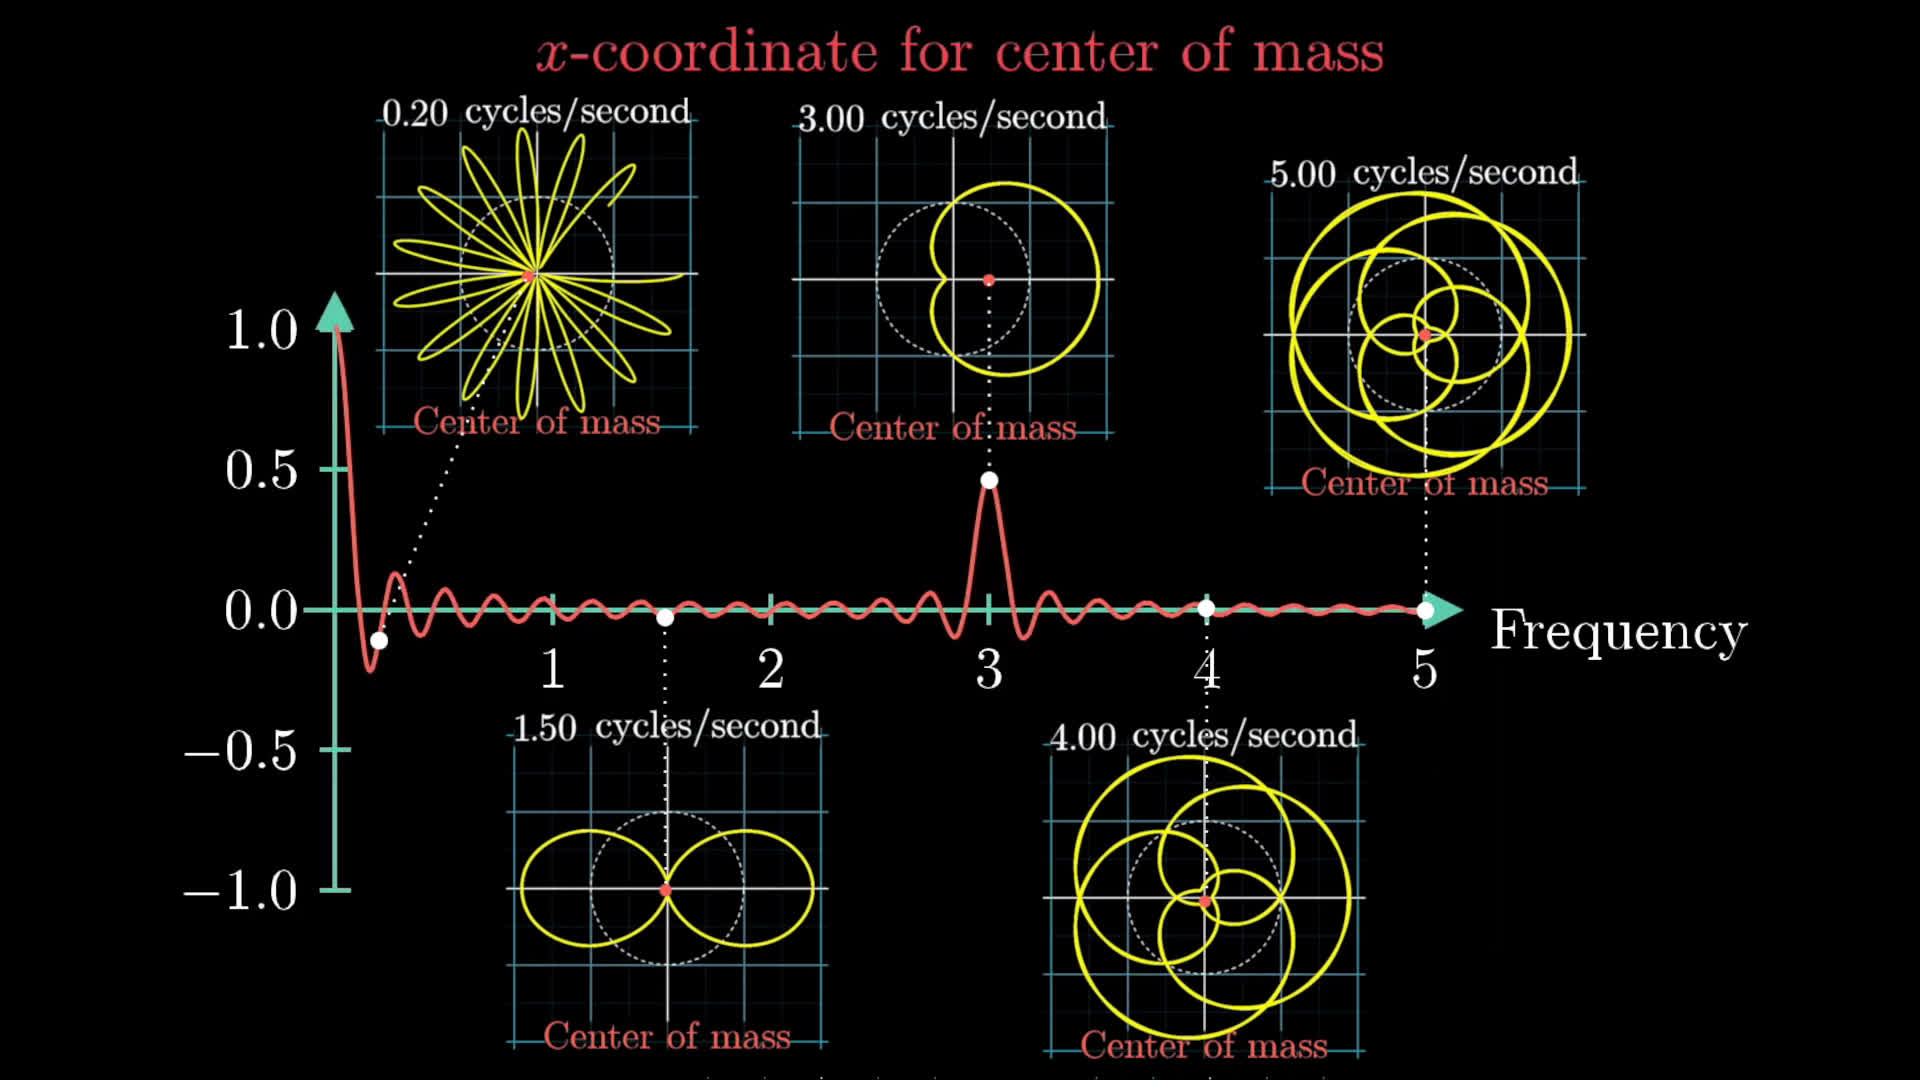 x-coordinate for center of mass
0.20 cycles/second
3.00 cycles/second
5.00 cycles/second
Center of mass
Center of mass
Center of mass
1.0
0.5
0.0
−0.5
−1.0
1 2 3 4 5
Frequency
1.50 cycles/second
4.00 cycles/second
Center of mass
Center of mass